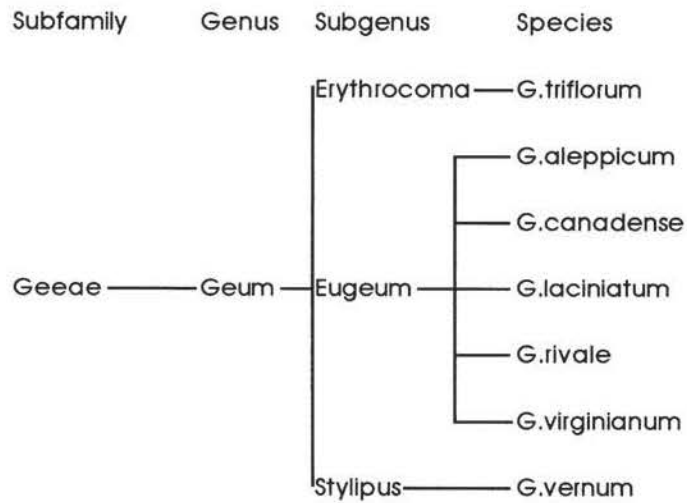 Subfamily Genus Subgenus Species
Erythrocoma G.triflorum
G.aleppicum
G.canadense
Geeae Geum Eugeum G.laciniatum
G.rivale
G.virginianum
Stylipus G.vernum